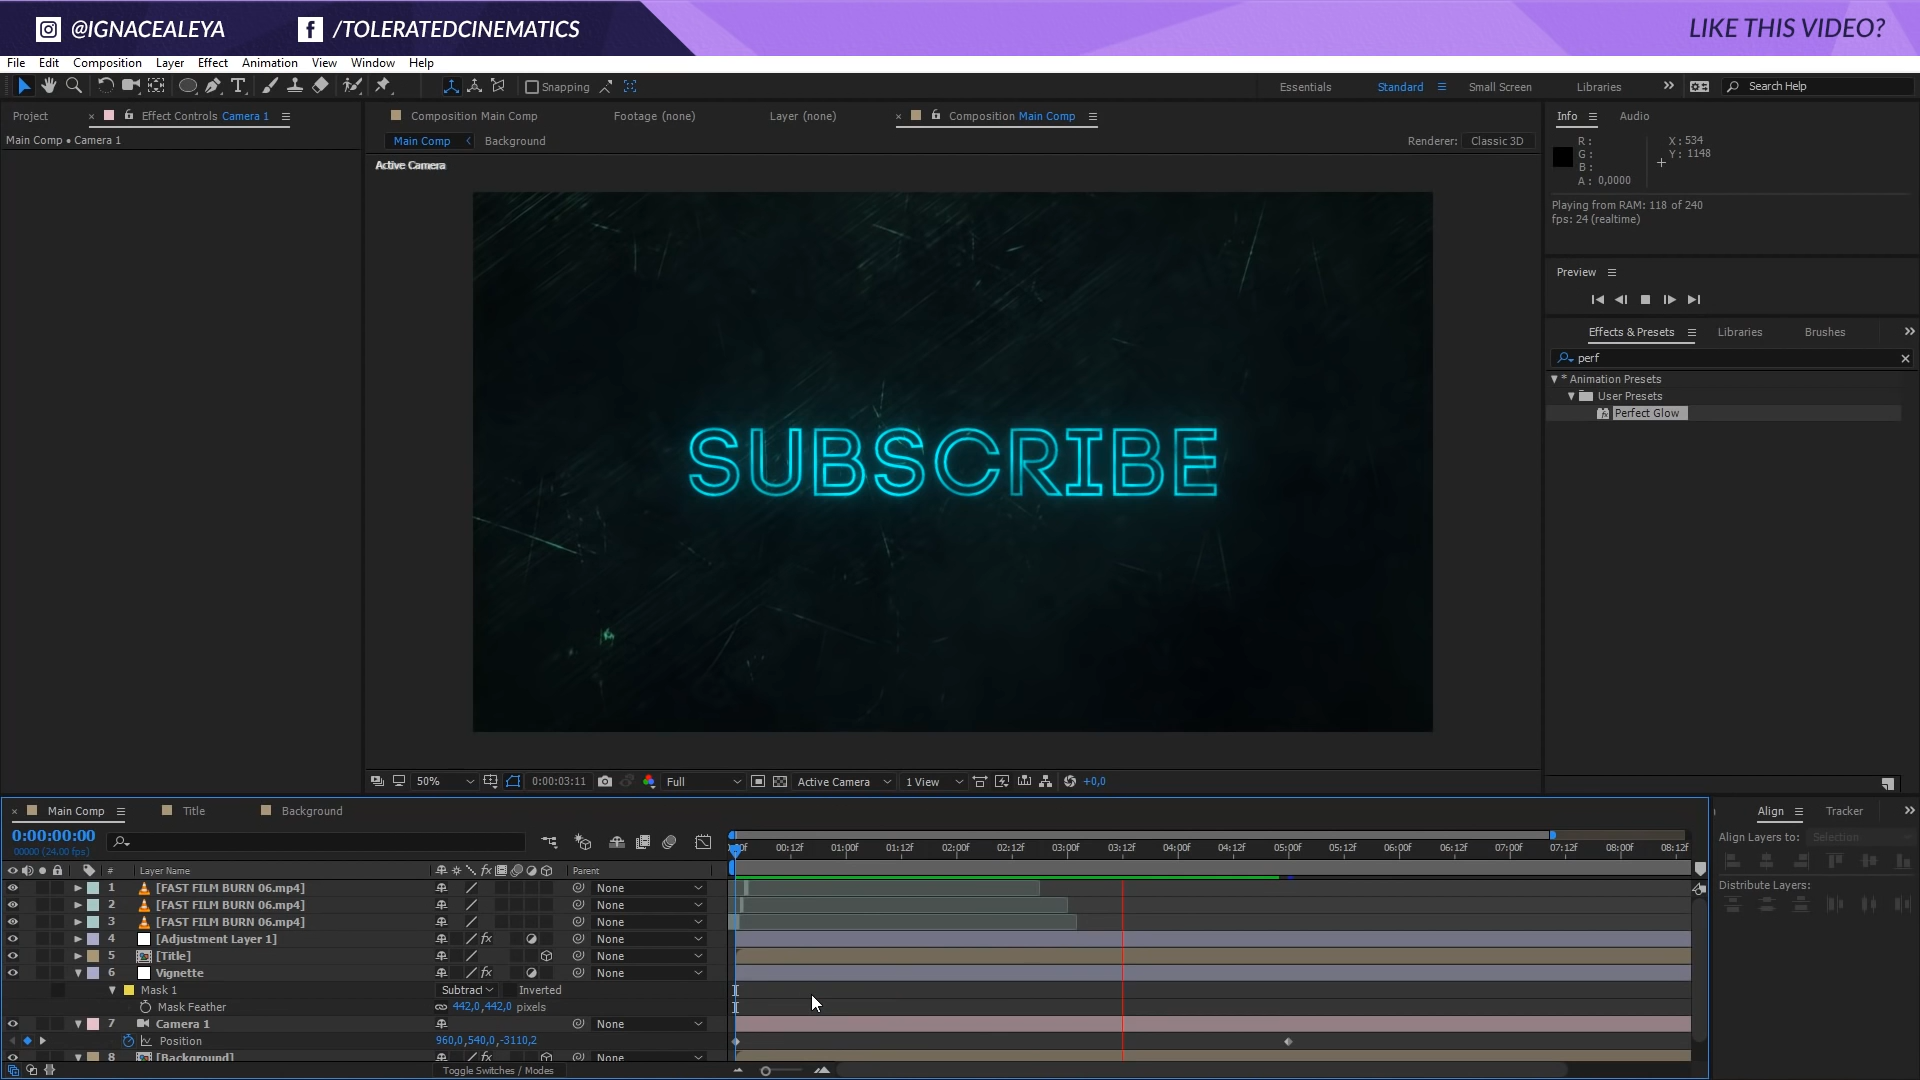 @IGNACEALEYA /TOLERATEDCINEMATICS LIKE THIS VIDEO?
File Edit Composition Layer Effect Animation View Window Help
Snapping Essentials Standard Small Screen Libraries Search Help
Project Effect Controls Camera 1 Composition Main Comp Footage (none) Layer (none) Composition Main Comp Info Audio
Main Comp • Camera 1 Main Comp Background Renderer: Classic 3D
R: X: 534
G: Y: 1148
B:
A: 0,0000
Active Camera
Playing from RAM: 118 of 240
fps: 24 (realtime)
Preview
Effects & Presets Libraries Brushes
perf
* Animation Presets
User Presets
Perfect Glow
SUBSCRIBE
50% 0:00:03:11 Full Active Camera 1 View +0,0
Main Comp Title Background Align Tracker
0:00:00:00
00000 (24.00 fps)
Align Layers to: Selection
00:12f 01:00f 01:12f 02:00f 02:12f 03:00f 03:12f 04:00f 04:12f 05:00f 05:12f 06:00f 06:12f 07:00f 07:12f 08:00f 08:12f
# Layer Name Parent
Distribute Layers:
1 [FAST FILM BURN 06.mp4] None
2 [FAST FILM BURN 06.mp4] None
3 [FAST FILM BURN 06.mp4] None
4 [Adjustment Layer 1] fx None
5 [Title] None
6 Vignette fx None
Mask 1 Subtract Inverted
Mask Feather 442,0,442,0 pixels
7 Camera 1 None
Position 960,0,540,0,-3110,2
8 [Background] None
Toggle Switches / Modes